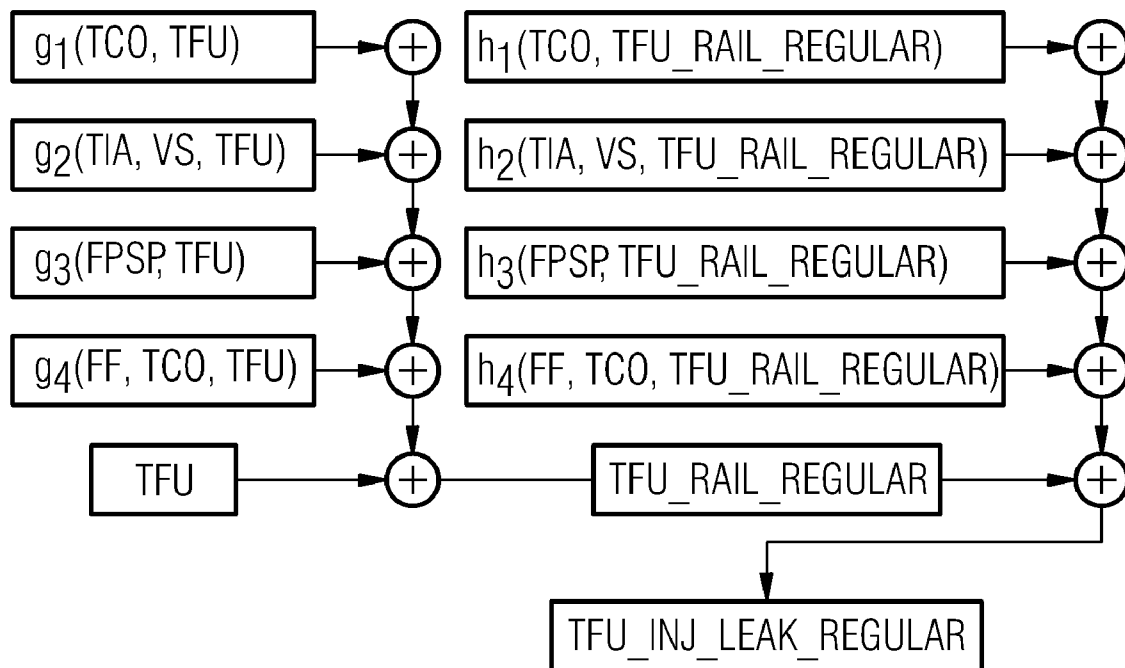 g1(TCO, TFU)
h1(TCO, TFU_RAIL_REGULAR)
g2(TIA, VS, TFU)
h2(TIA, VS, TFU_RAIL_REGULAR)
g3(FPSP, TFU)
h3(FPSP, TFU_RAIL_REGULAR)
g4(FF, TCO, TFU)
h4(FF, TCO, TFU_RAIL_REGULAR)
TFU
TFU_RAIL_REGULAR
TFU_INJ_LEAK_REGULAR